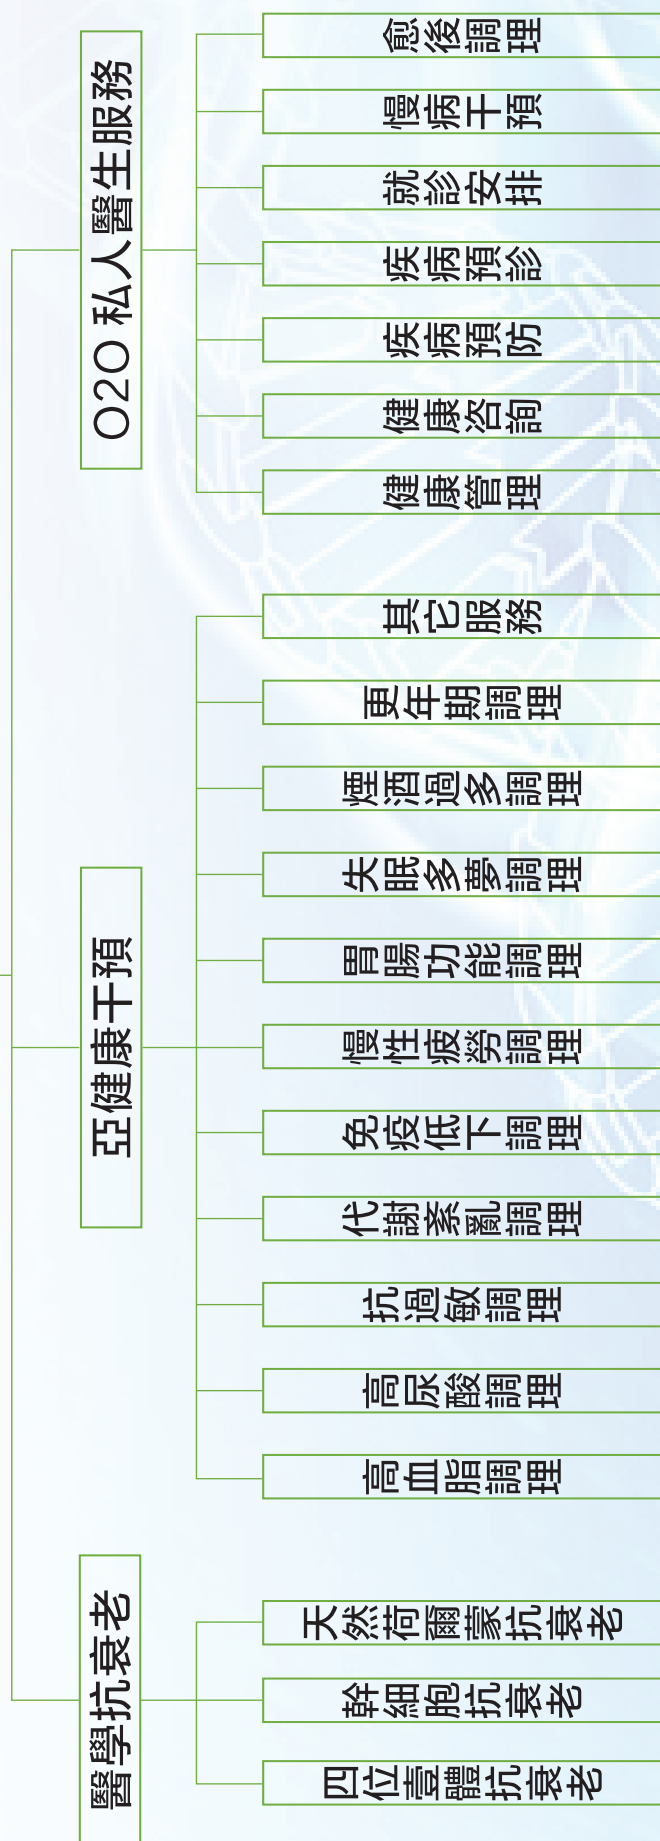 醫學抗衰老
四位壹體抗衰老
幹細胞抗衰老
天然荷爾蒙抗衰老
亞健康干預
高血脂調理
高尿酸調理
抗過敏調理
代謝紊亂調理
免疫低下調理
慢性疲勞調理
胃腸功能調理
失眠多夢調理
煙酒過多調理
更年期調理
其它服務
O2O 私人醫生服務
健康管理
健康咨詢
疾病預防
疾病預診
就診安排
慢病干預
愈後調理